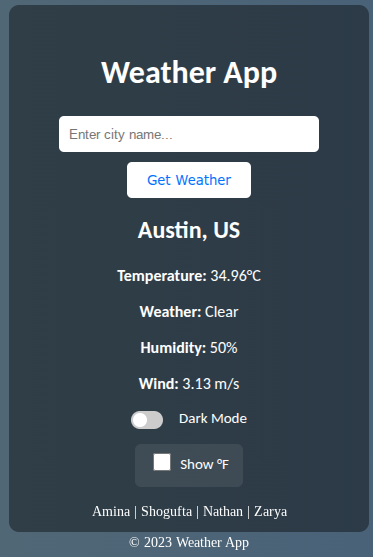 Weather App
Enter city name...
Get Weather
Austin, US
Temperature: 34.96°C
Weather: Clear
Humidity: 50%
Wind: 3.13 m/s
Dark Mode
Show °F
Amina | Shogufta | Nathan | Zarya
© 2023 Weather App